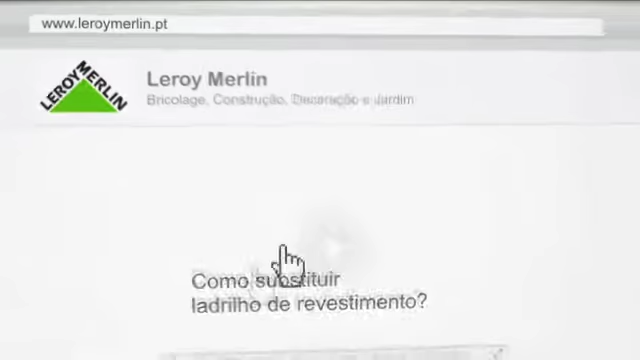 www.leroymerlin.pt
LEROY MERLIN
Leroy Merlin
Bricolage, Construção, Decoração e Jardim
Como substituir
ladrilho de revestimento?